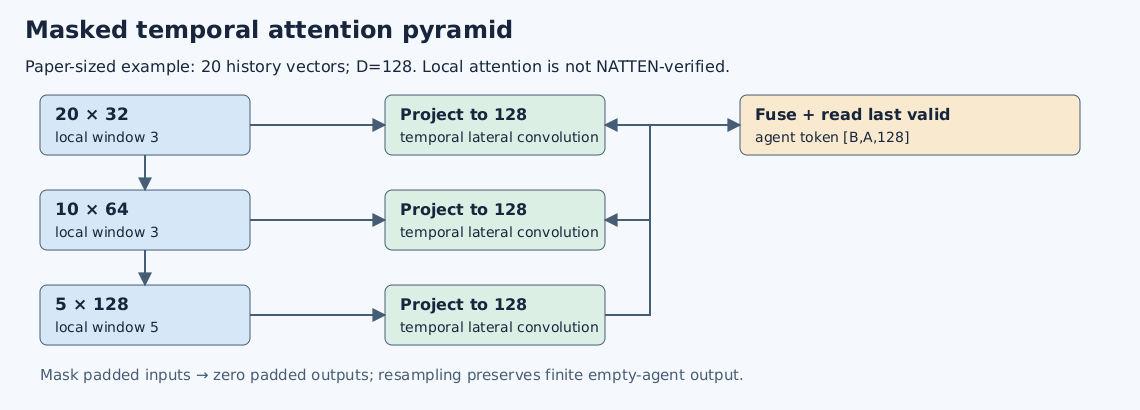 Masked temporal attention pyramid
Paper-sized example: 20 history vectors; D=128. Local attention is not NATTEN-verified.
20 × 32
local window 3
Project to 128
temporal lateral convolution
Fuse + read last valid
agent token [B,A,128]
10 × 64
local window 3
Project to 128
temporal lateral convolution
5 × 128
local window 5
Project to 128
temporal lateral convolution
Mask padded inputs → zero padded outputs; resampling preserves finite empty-agent output.